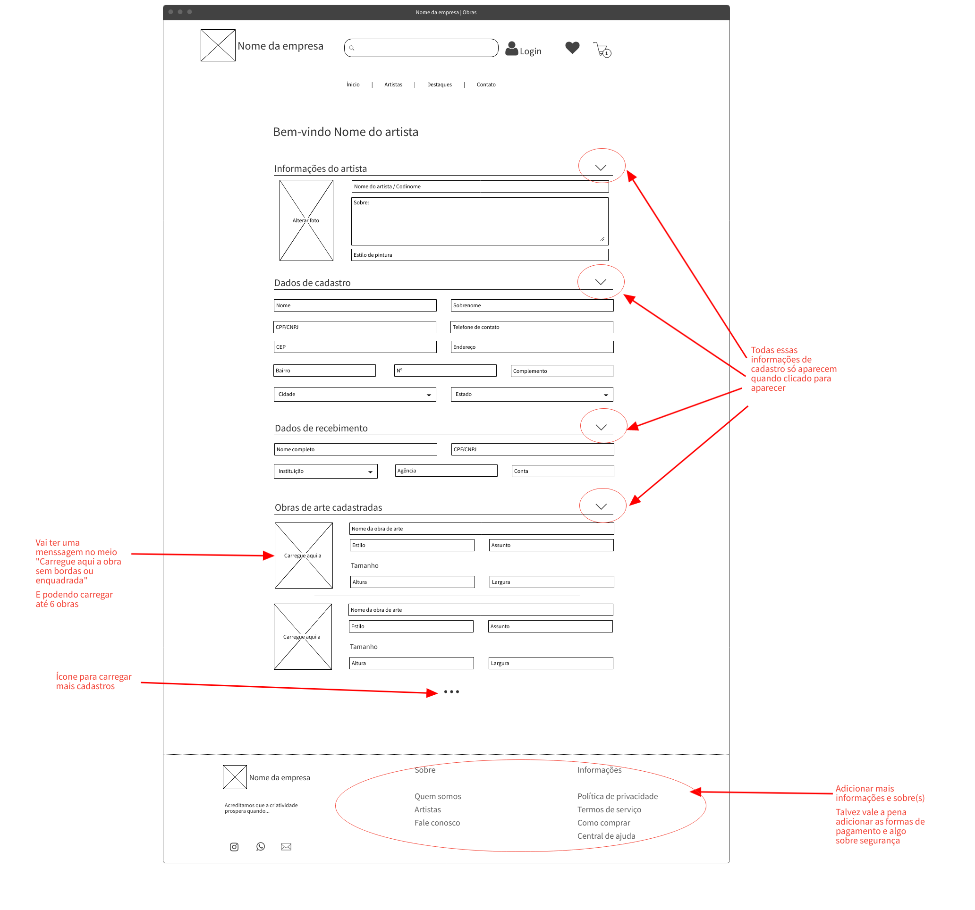 Nome da empresa | Obras
Nome da empresa
Login
1
Ínicio | Artistas | Destaques | Contato
Bem-vindo Nome do artista
Informações do artista
Alterar foto
Nome do artista / Codinome
Sobre:
Estilo de pintura
Dados de cadastro
Nome
Sobrenome
CPF/CNPJ
Telefone de contato
CEP
Endereço
Bairro
Nº
Complemento
Cidade
Estado
Todas essas
informações de
cadastro só aparecem
quando clicado para
aparecer
Dados de recebimento
Nome completo
CPF/CNPJ
Instituição
Agência
Conta
Obras de arte cadastradas
Carregue aqui a
Nome da obra de arte
Estilo
Assunto
Tamanho
Altura
Largura
Vai ter uma
menssagem no meio
"Carregue aqui a obra
sem bordas ou
enquadrada"
E podendo carregar
até 6 obras
Carregue aqui a
Nome da obra de arte
Estilo
Assunto
Tamanho
Altura
Largura
Ícone para carregar
mais cadastros
Nome da empresa
Acreditamos que a criatividade
prospera quando...
Sobre
Quem somos
Artistas
Fale conosco
Informações
Política de privacidade
Termos de serviço
Como comprar
Central de ajuda
Adicionar mais
informações e sobre(s)
Talvez vale a pena
adicionar as formas de
pagamento e algo
sobre segurança